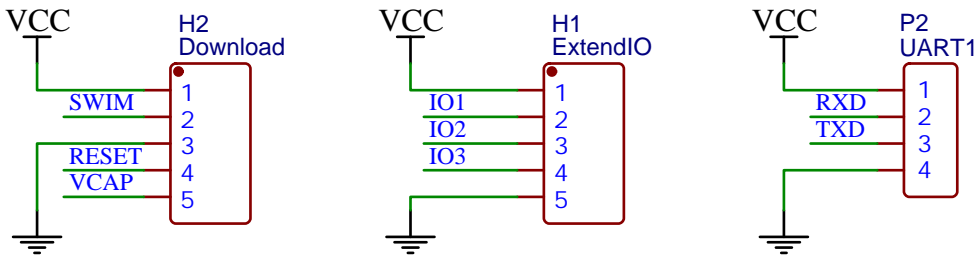 VCC
H2
Download
SWIM
RESET
VCAP
1
2
3
4
5
VCC
H1
ExtendIO
IO1
IO2
IO3
1
2
3
4
5
VCC
P2
UART1
RXD
TXD
1
2
3
4